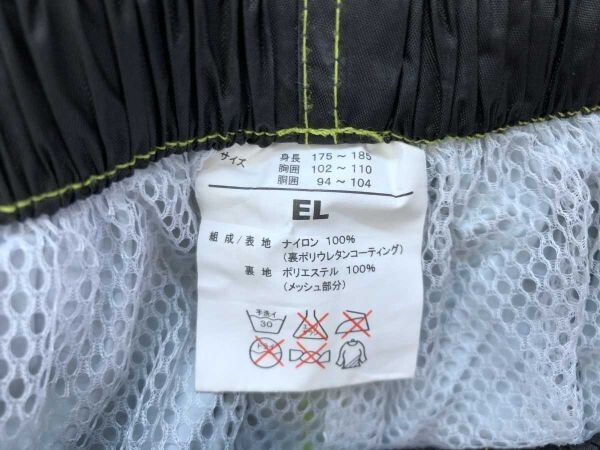 サイズ 身長 175～185
胸囲 102～110
胴囲 94～104
EL
組成/表地 ナイロン 100%
(裏ポリウレタンコーティング)
裏地 ポリエステル 100%
(メッシュ部分)
手洗イ
30
ドライ